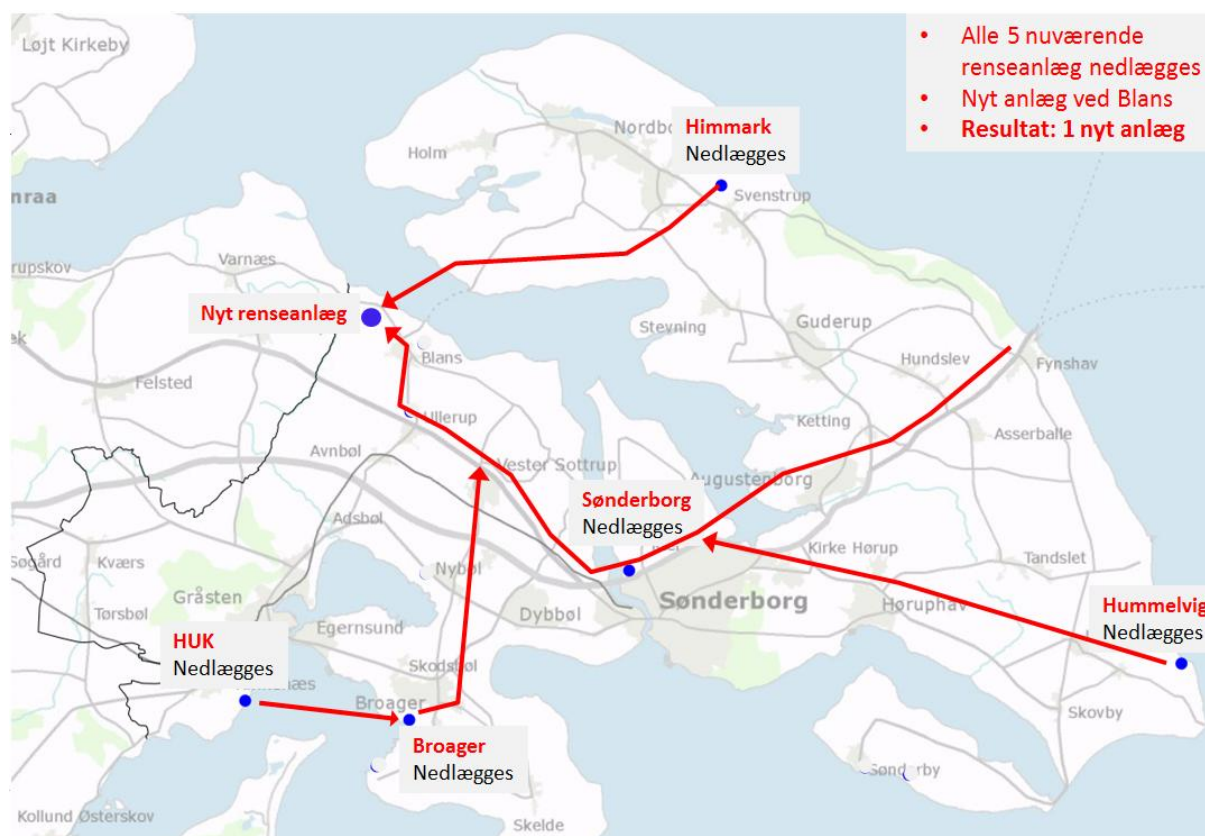 Løjt Kirkeby
• Alle 5 nuværende
renseanlæg nedlægges
• Nyt anlæg ved Blans
• Resultat: 1 nyt anlæg
Himmark
Nedlægges
Holm
Svenstrup
Varnæs
Nyt renseanlæg
Stevning
Guderup
Blans
Hundslev
Fynshav
Felsted
Ullerup
Ketting
Asserballe
Avnbøl
Vester Sottrup
Augustenborg
Sønderborg
Nedlægges
Adsbøl
Kværs
Nybøl
Kirke Hørup
Tandslet
Gråsten
Tørsbøl
Dybbøl
Sønderborg
Høruphav
Hummelvig
Nedlægges
Egernsund
HUK
Nedlægges
Skodsbøl
Broager
Skovby
Broager
Nedlægges
Kollund Østerskov
Skelde